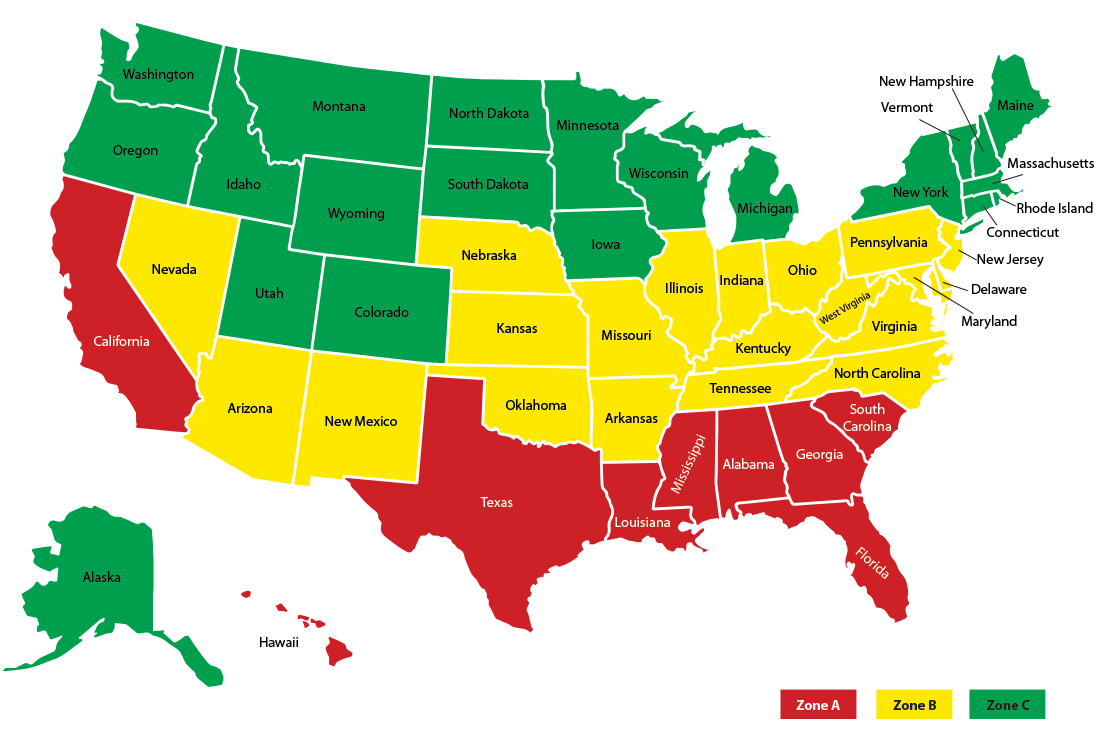 Washington
Montana
North Dakota
Minnesota
New Hampshire
Vermont
Maine
Oregon
Idaho
Wyoming
South Dakota
Wisconsin
Michigan
New York
Massachusetts
Rhode Island
Connecticut
Nevada
Utah
Colorado
Nebraska
Iowa
Illinois
Indiana
Ohio
Pennsylvania
New Jersey
Delaware
Maryland
California
Kansas
Missouri
Kentucky
West Virginia
Virginia
Arizona
New Mexico
Oklahoma
Arkansas
Tennessee
North Carolina
South
Carolina
Texas
Louisiana
Mississippi
Alabama
Georgia
Florida
Alaska
Hawaii
Zone A
Zone B
Zone C